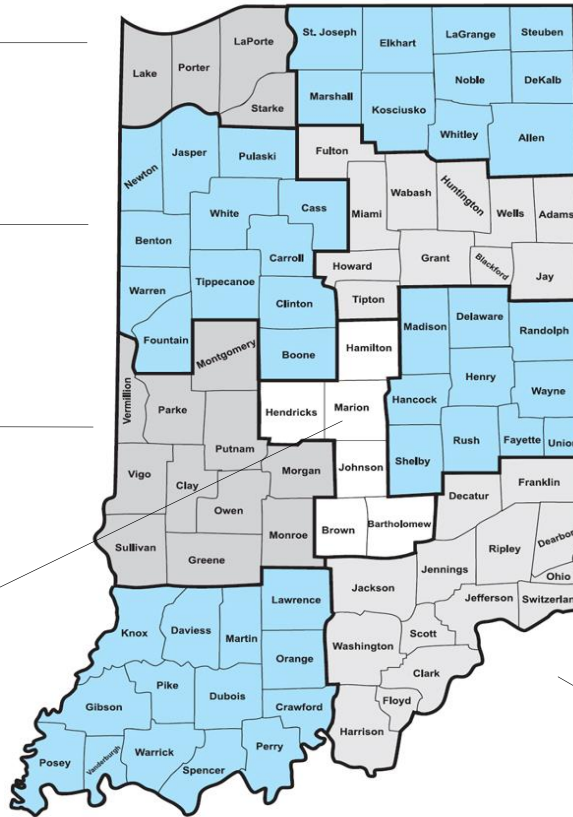 St. Joseph
Elkhart
LaGrange
Steuben
LaPorte
Lake
Porter
Starke
Marshall
Kosciusko
Noble
DeKalb
Whitley
Allen
Newton
Jasper
Pulaski
Fulton
White
Cass
Miami
Wabash
Huntington
Wells
Adams
Benton
Carroll
Warren
Tippecanoe
Clinton
Howard
Grant
Blackford
Jay
Tipton
Fountain
Montgomery
Boone
Hamilton
Madison
Delaware
Randolph
Vermillion
Parke
Putnam
Hendricks
Marion
Hancock
Henry
Wayne
Vigo
Clay
Owen
Morgan
Johnson
Shelby
Rush
Fayette
Union
Sullivan
Greene
Monroe
Brown
Bartholomew
Decatur
Franklin
Jennings
Ripley
Dearbor
Ohio
Knox
Daviess
Martin
Lawrence
Jackson
Jefferson
Switzerlan
Orange
Washington
Scott
Clark
Gibson
Pike
Dubois
Crawford
Floyd
Harrison
Posey
Vanderburgh
Warrick
Spencer
Perry